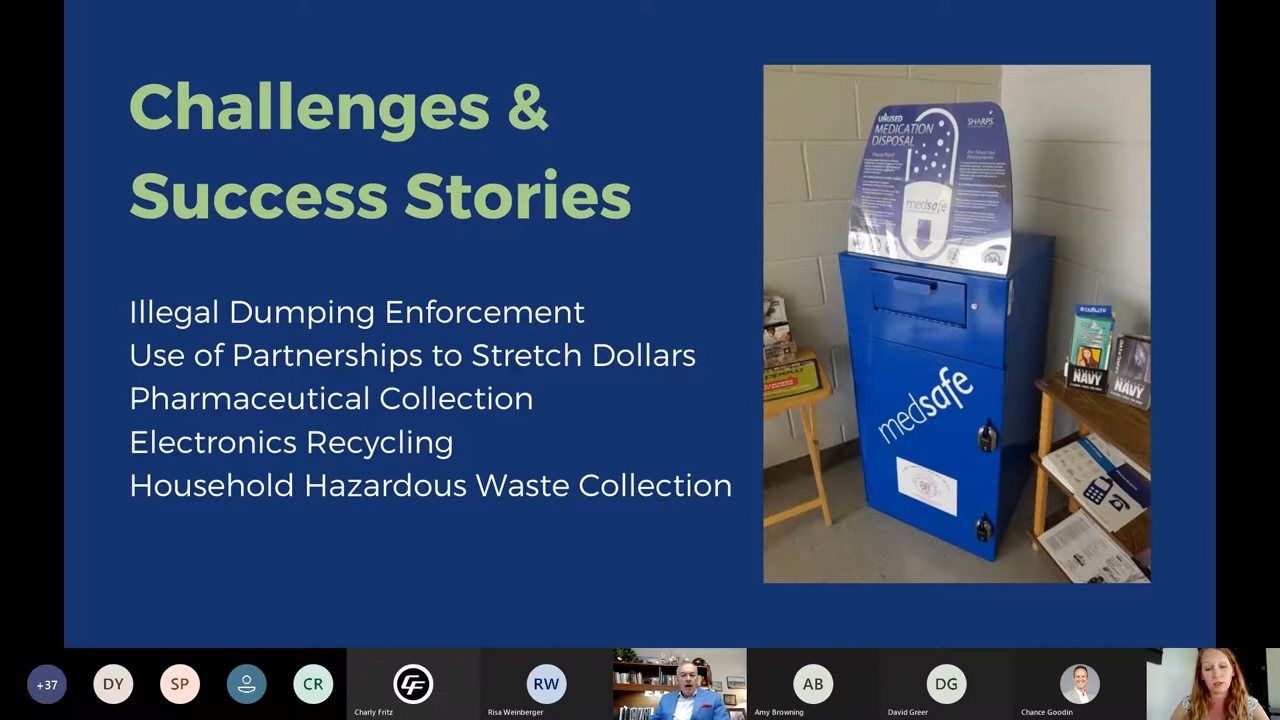 Challenges &
Success Stories
Illegal Dumping Enforcement
Use of Partnerships to Stretch Dollars
Pharmaceutical Collection
Electronics Recycling
Household Hazardous Waste Collection
UNUSED
MEDICATION
DISPOSAL
SHARPS
medsafe
medsafe
STARLITE
NAVY
NAVY
+37
DY
SP
CR
Charly Fritz
RW
Risa Weinberger
AB
Amy Browning
DG
David Greer
Chance Goodin